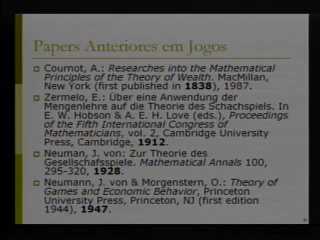 Papers Anteriores em Jogos
Cournot, A.: Researches into the Mathematical
Principles of the Theory of Wealth. MacMillan,
New York (first published in 1838), 1987.
Zermelo, E.: Über eine Anwendung der
Mengenlehre auf die Theorie des Schachspiels. In
E. W. Hobson & A. E. H. Love (eds.), Proceedings
of the Fifth International Congress of
Mathematicians, vol. 2, Cambridge University
Press, Cambridge, 1912.
Neuman, J. von: Zur Theorie des
Gesellschaftsspiele. Mathematical Annals 100,
295-320, 1928.
Neumann, J. von & Morgenstern, O.: Theory of
Games and Economic Behavior, Princeton
University Press, Princeton, NJ (first edition
1944), 1947.